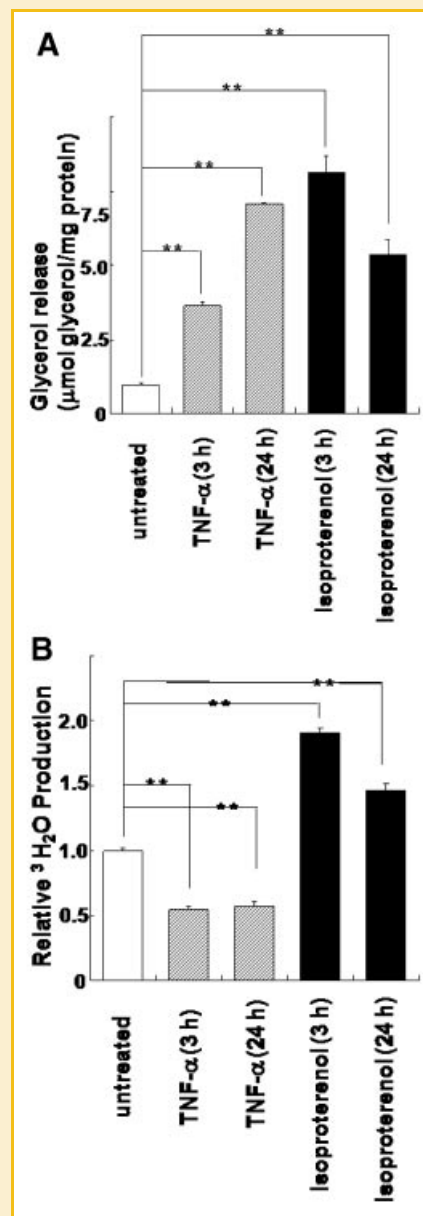 A
**
**
**
**
Glycerol release
(μmol glycerol/mg protein)
7.5
5.0
2.5
0
untreated
TNF-α (3 h)
TNF-α (24 h)
Isoproterenol (3 h)
Isoproterenol (24 h)
B
**
**
**
**
Relative ³H₂O Production
2.0
1.5
1.0
0.5
0
untreated
TNF-α (3 h)
TNF-α (24 h)
Isoproterenol (3 h)
Isoproterenol (24 h)